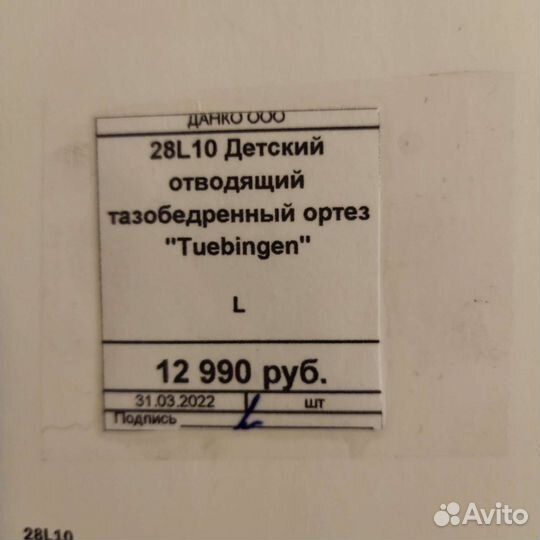 ДАНКО ООО
28L10 Детский
отводящий
тазобедренный ортез
"Tuebingen"
L
12 990 руб.
31.03.2022 шт
Подпись
28L10
Avito